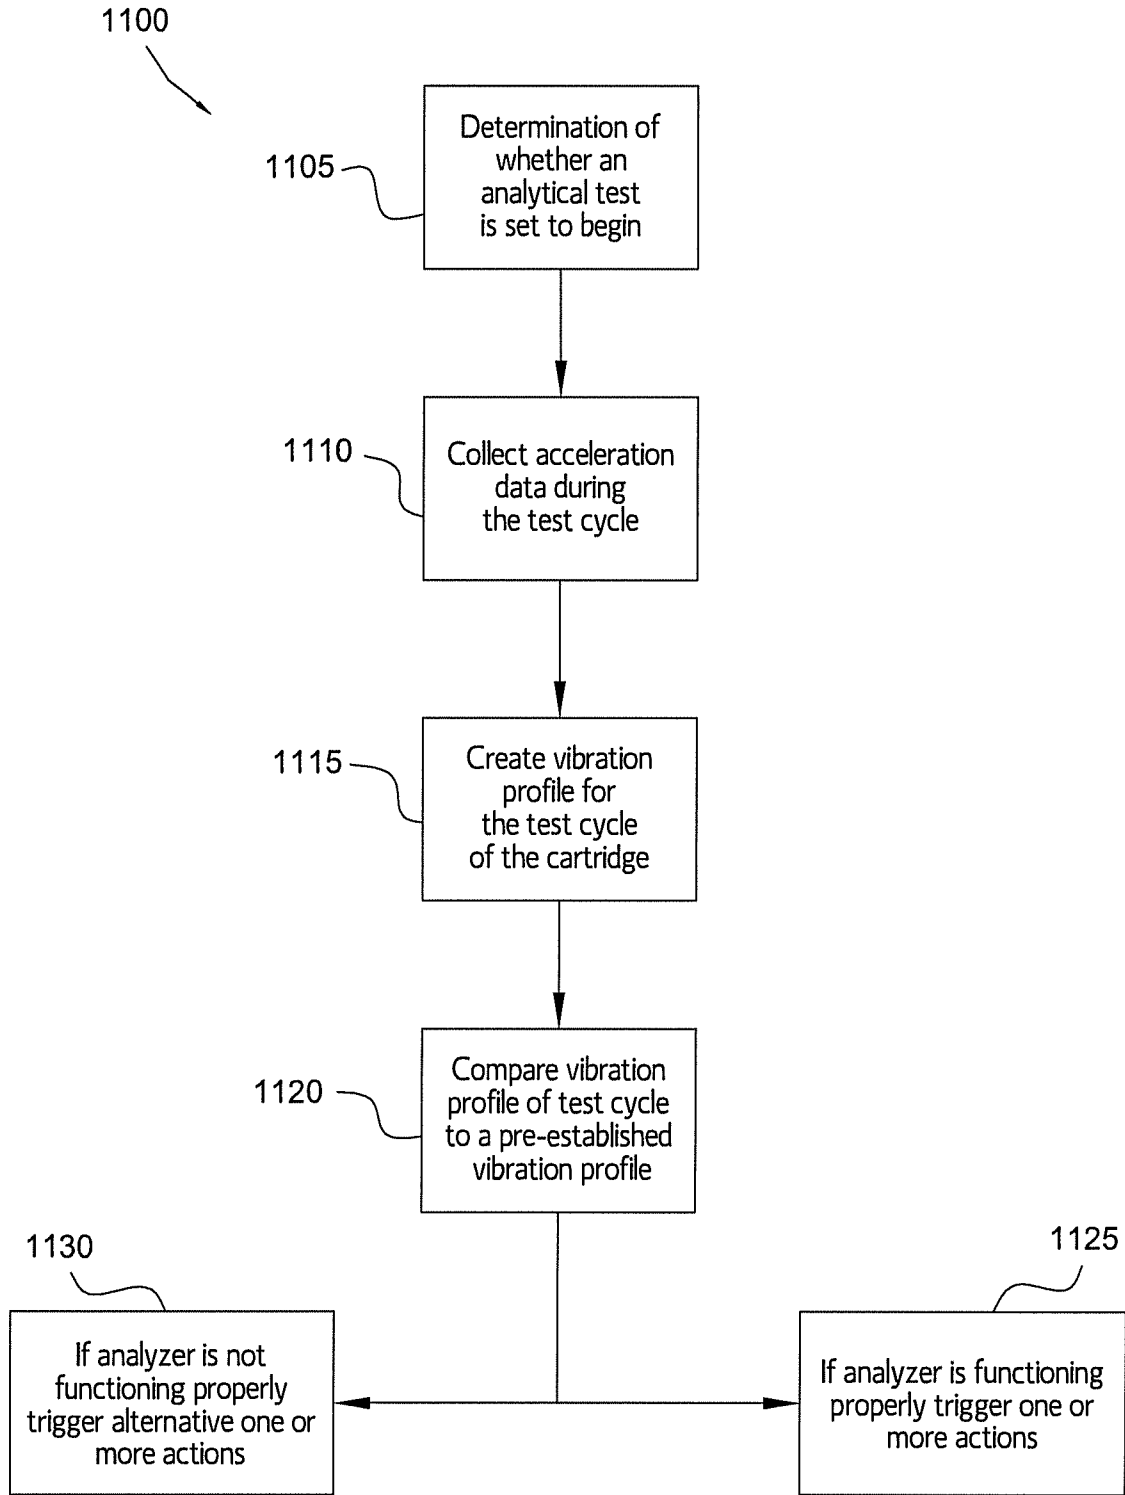 1100
1105
Determination of
whether an
analytical test
is set to begin
1110
Collect acceleration
data during
the test cycle
1115
Create vibration
profile for
the test cycle
of the cartridge
1120
Compare vibration
profile of test cycle
to a pre-established
vibration profile
1130
If analyzer is not
functioning properly
trigger alternative one or
more actions
1125
If analyzer is functioning
properly trigger one or
more actions